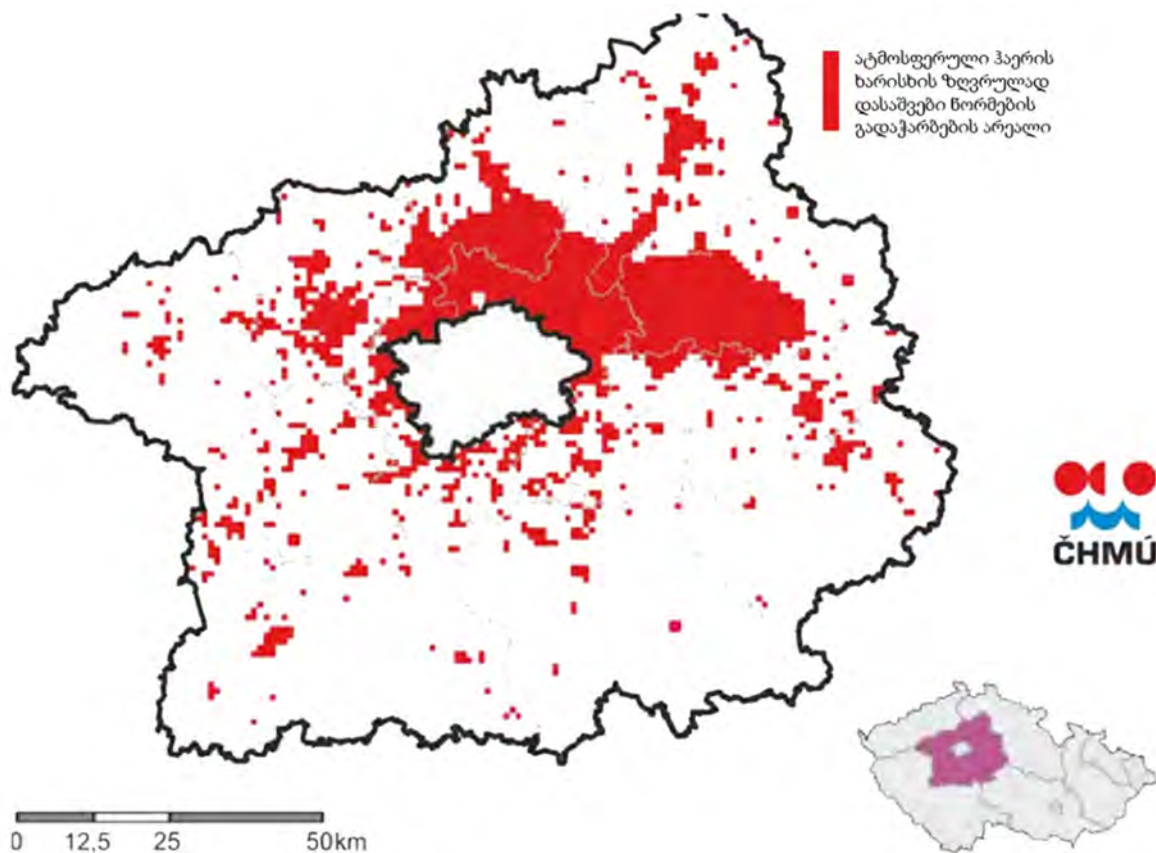 ატმოსფერული ჰაერის
ხარისხის ზღვრულად
დასაშვები ნორმების
გადაჭარბების არეალი
ČHMÚ
0 12,5 25 50km